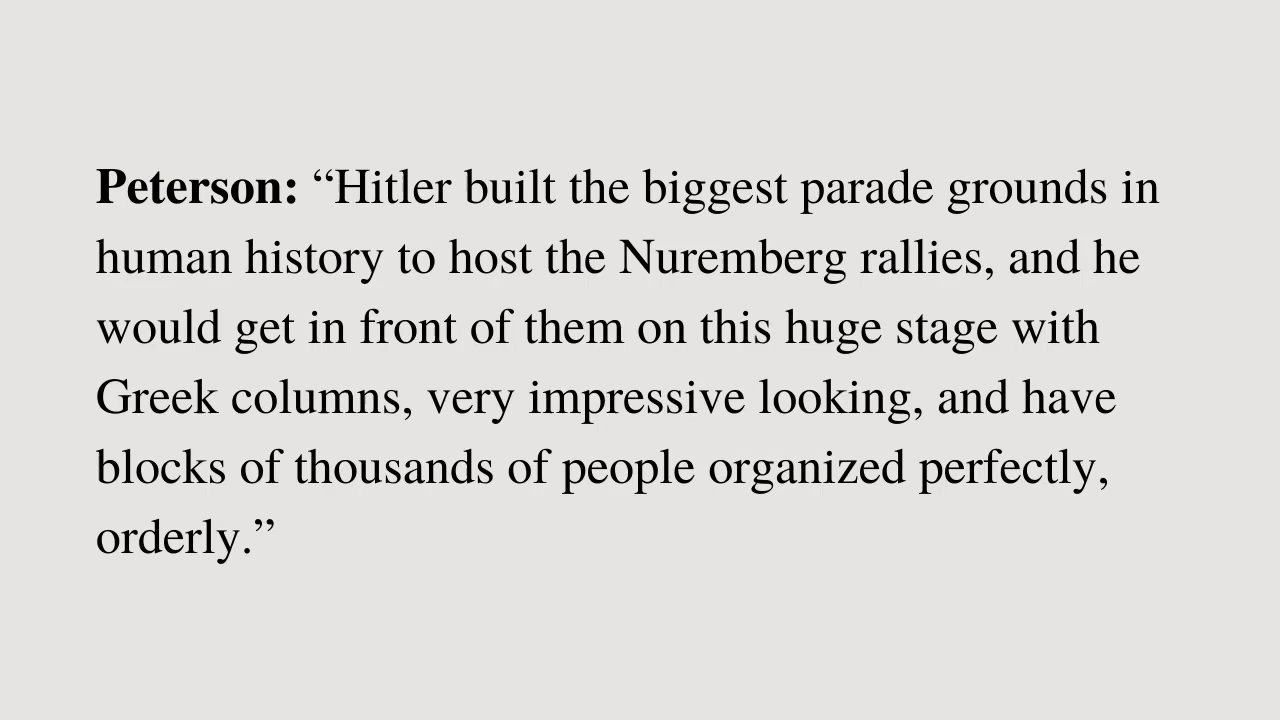 Peterson: “Hitler built the biggest parade grounds in
human history to host the Nuremberg rallies, and he
would get in front of them on this huge stage with
Greek columns, very impressive looking, and have
blocks of thousands of people organized perfectly,
orderly.”